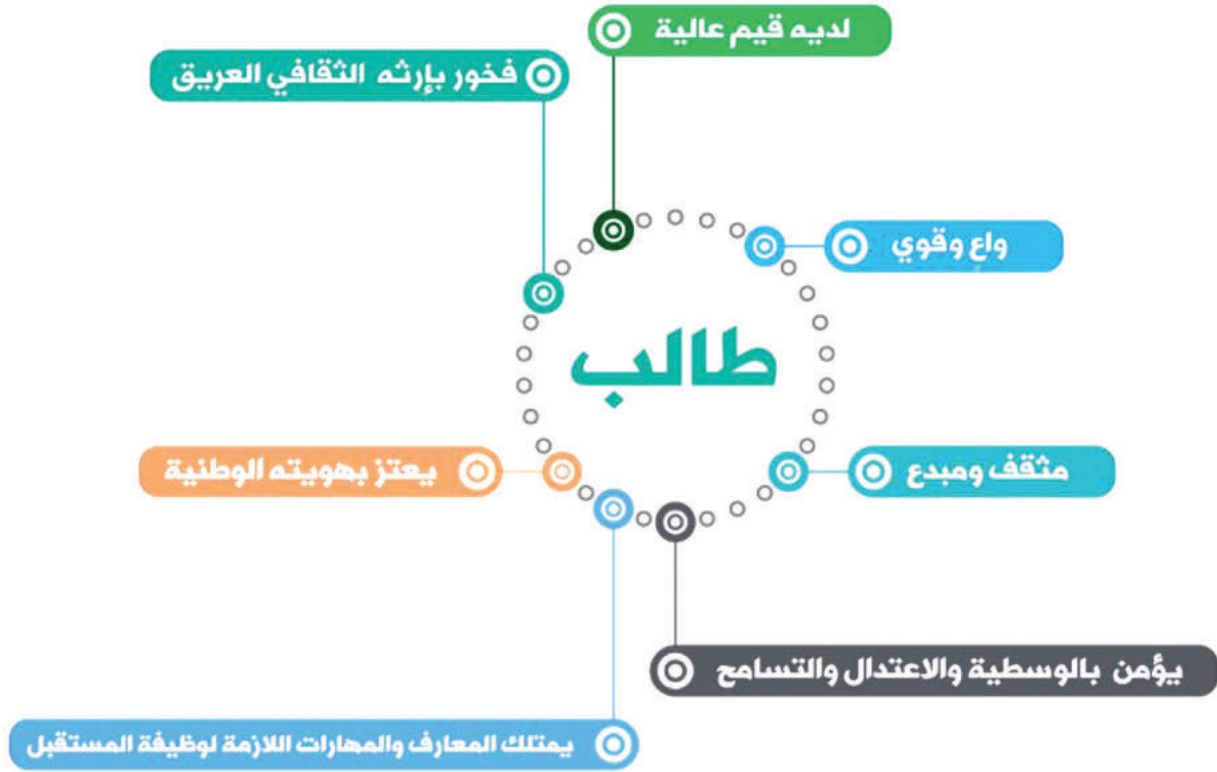 لديه قيم عالية
فخور بإرثه الثقافي العريق
واع وقوي
طالب
يعتز بهويته الوطنية
مثقف ومبدع
يؤمن بالوسطية والاعتدال والتسامح
يمتلك المعارف والمهارات اللازمة لوظيفة المستقبل